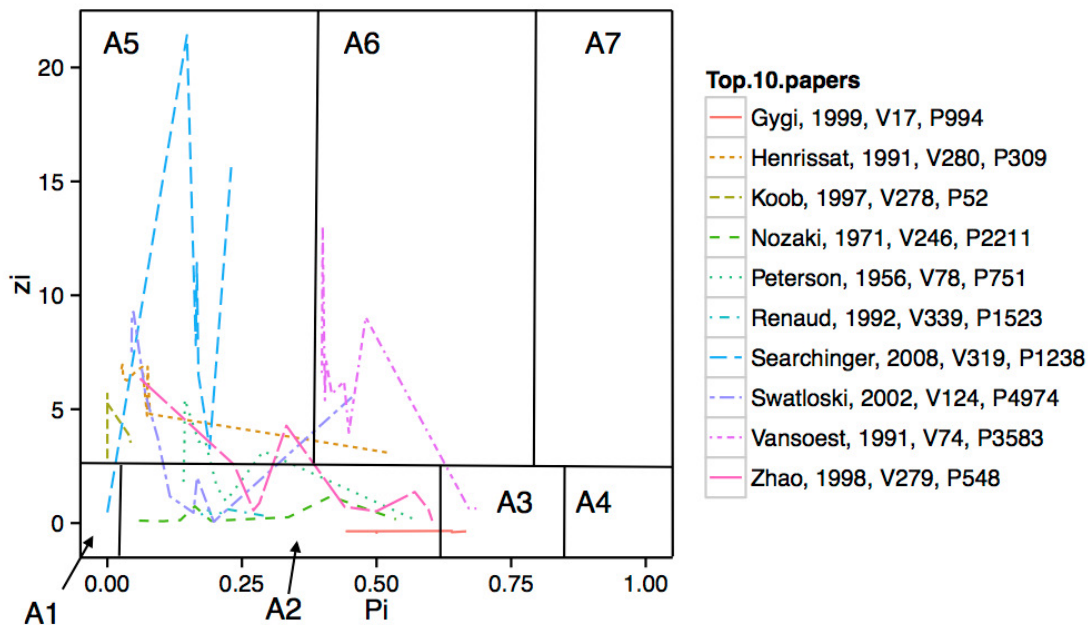 A5
A6
A7
20
15
10
5
0
zi
A3
A4
0.00
0.25
0.50
0.75
1.00
A1
A2
Pi
Top.10.papers
Gygi, 1999, V17, P994
Henrissat, 1991, V280, P309
Koob, 1997, V278, P52
Nozaki, 1971, V246, P2211
Peterson, 1956, V78, P751
Renaud, 1992, V339, P1523
Searchinger, 2008, V319, P1238
Swatloski, 2002, V124, P4974
Vansoest, 1991, V74, P3583
Zhao, 1998, V279, P548